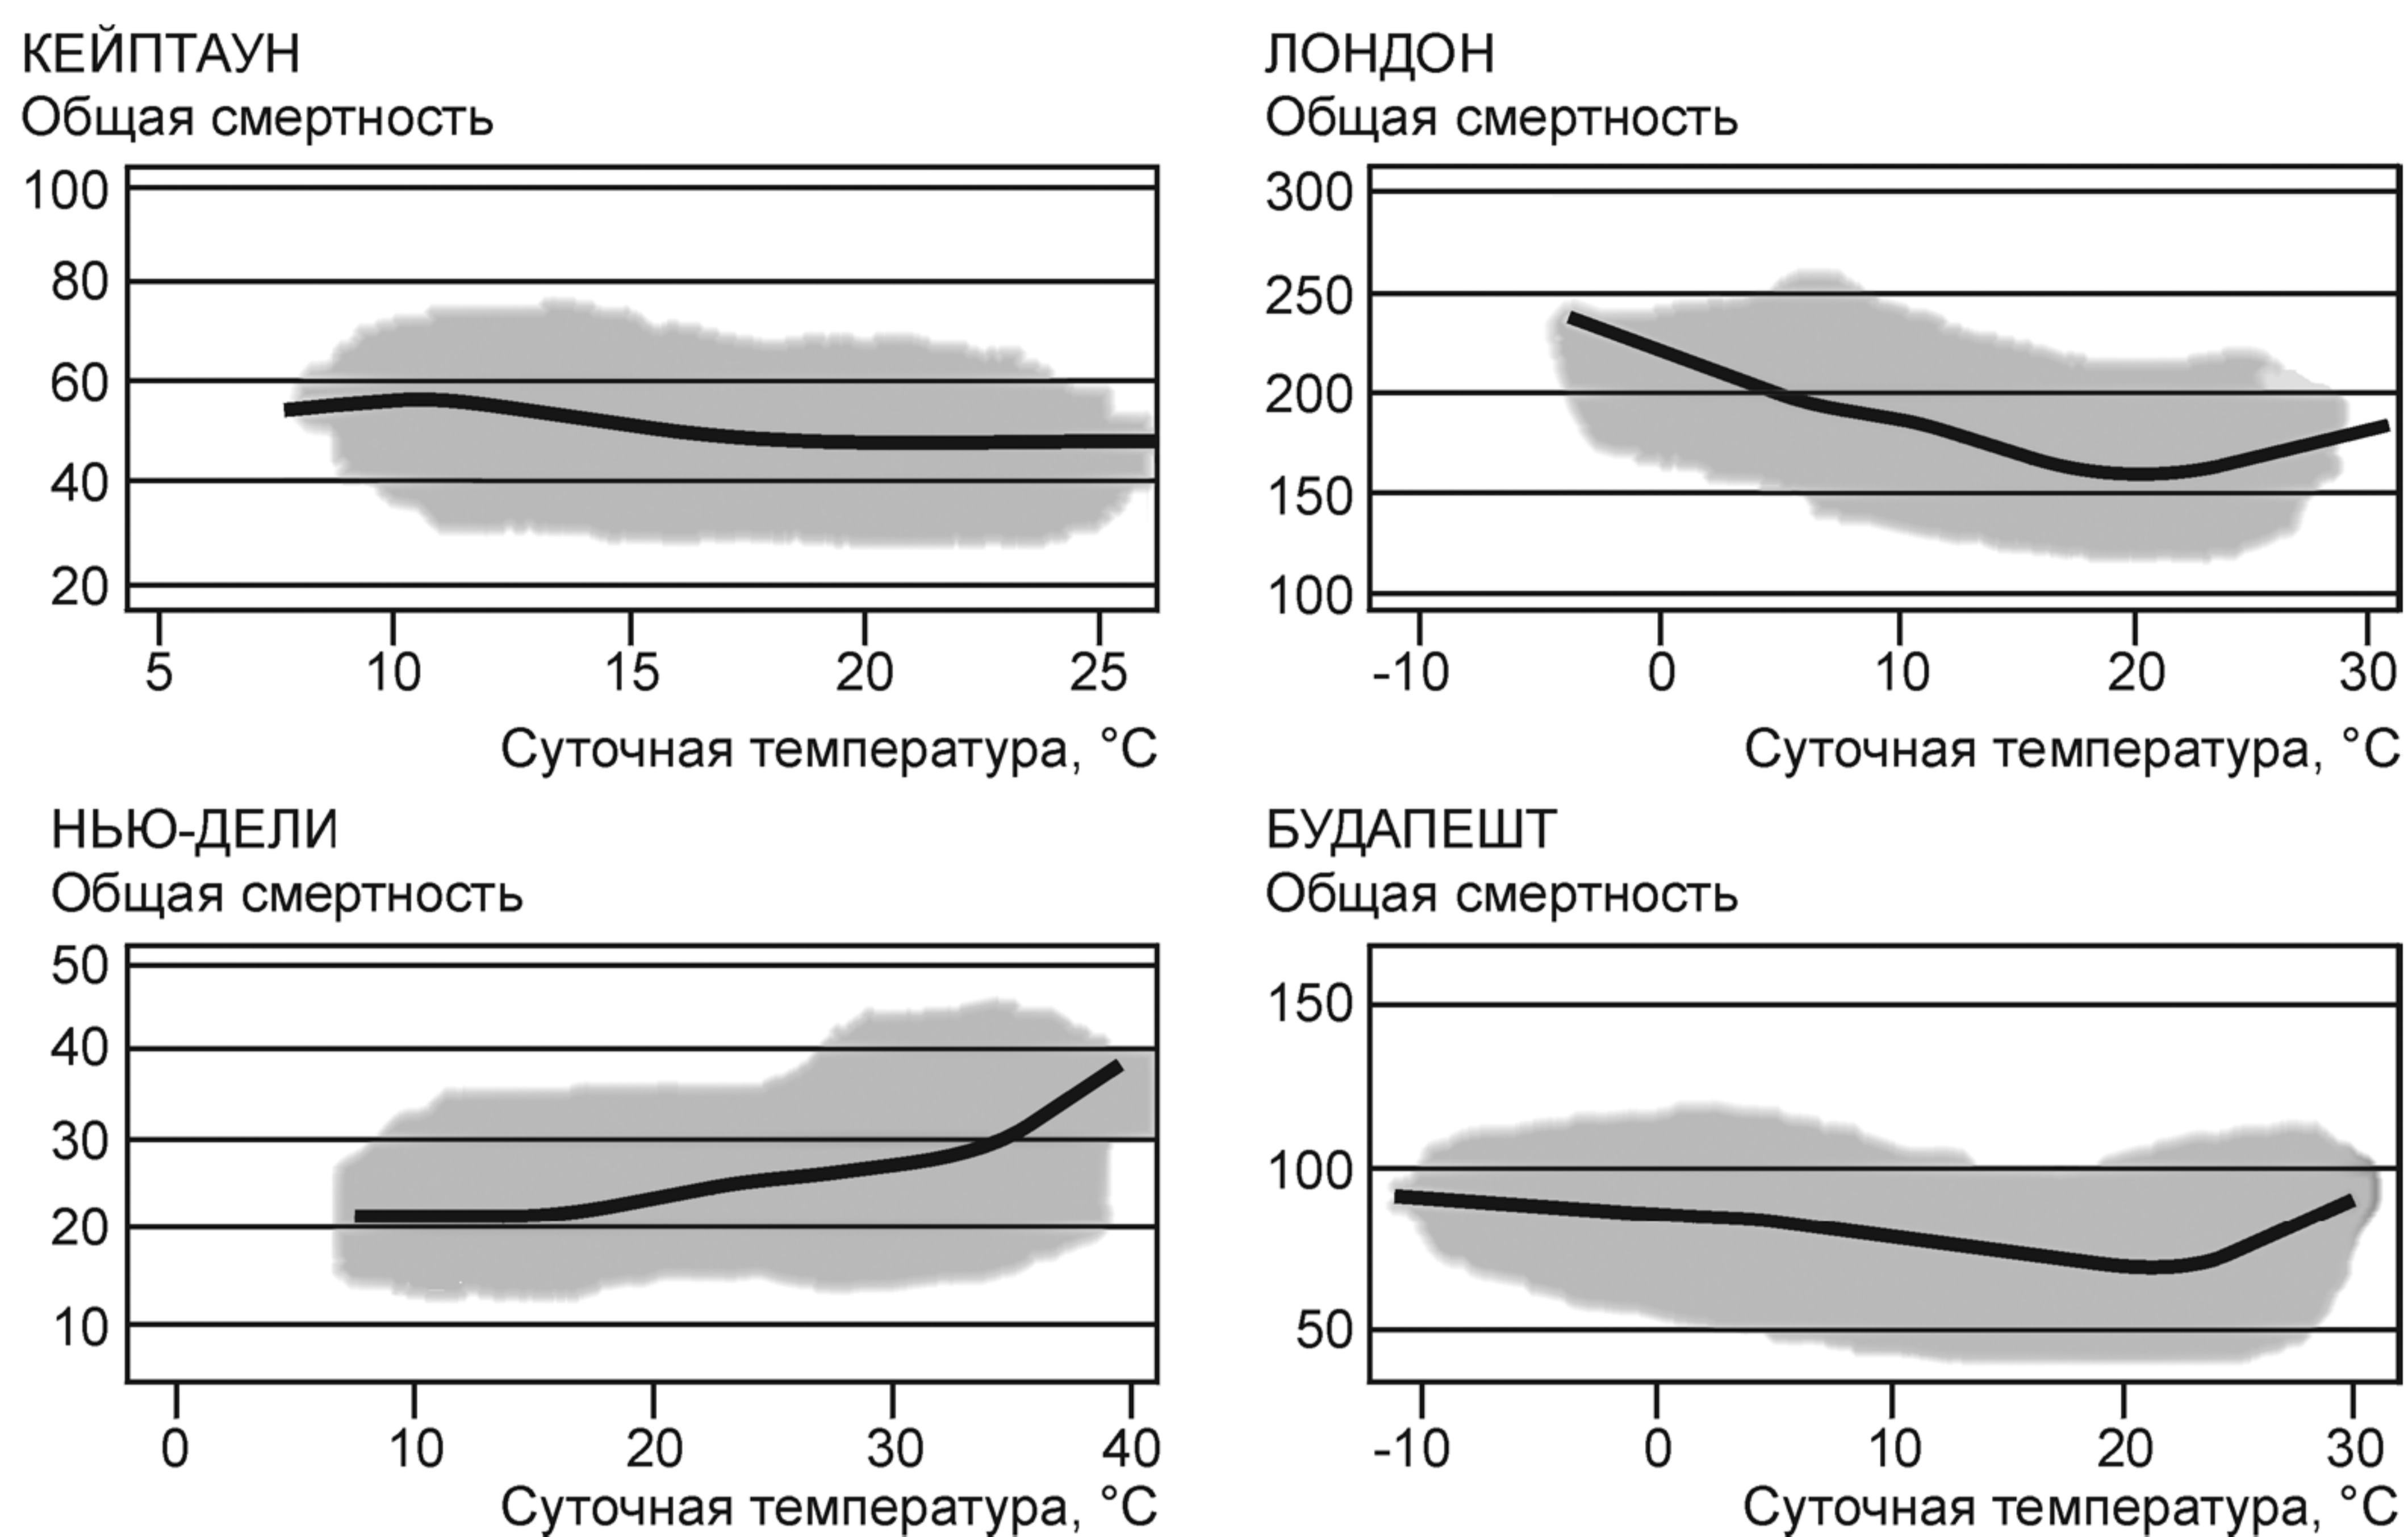 КЕЙПТАУН
Общая смертность
100
80
60
40
20
5 10 15 20 25
Суточная температура, °C
ЛОНДОН
Общая смертность
300
250
200
150
100
-10 0 10 20 30
Суточная температура, °C
НЬЮ-ДЕЛИ
Общая смертность
50
40
30
20
10
0 10 20 30 40
Суточная температура, °C
БУДАПЕШТ
Общая смертность
150
100
50
-10 0 10 20 30
Суточная температура, °C